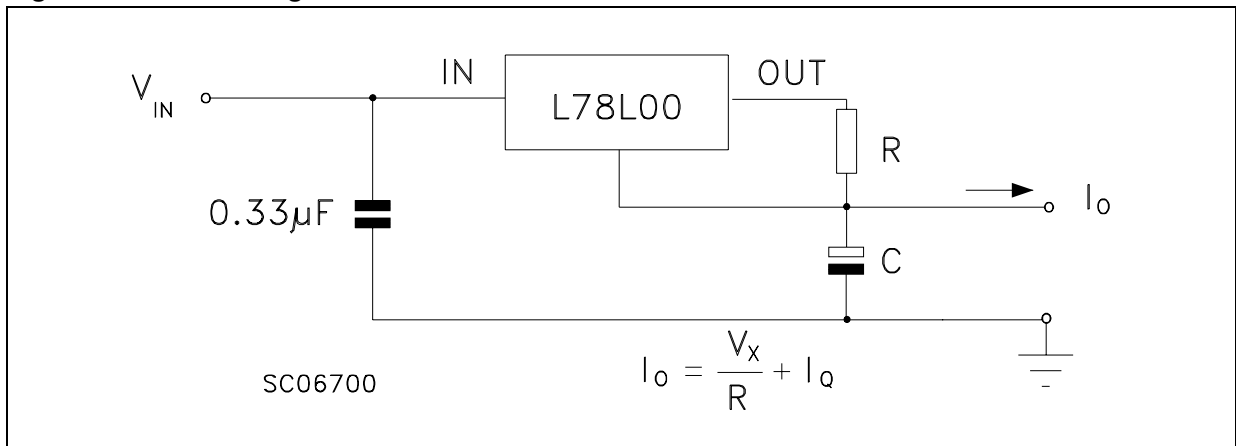 V_IN
IN
L78L00
OUT
R
0.33µF
I_O
C
I_O = V_X / R + I_Q
SC06700